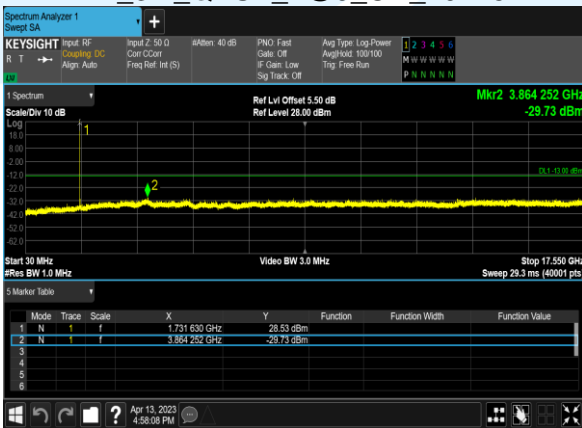 Spectrum Analyzer 1
Swept SA
KEYSIGHT Input: RF Input Z: 50 Ω #Atten: 40 dB PNO: Fast Avg Type: Log-Power 1 2 3 4 5 6
R T Coupling: DC Corr CCorr Gate: Off Avg|Hold: 100/100 M W W W W W
Align: Auto Freq Ref: Int (S) IF Gain: Low Trig: Free Run
LW Sig Track: Off P N N N N N
1 Spectrum Ref Lvl Offset 5.50 dB Mkr2 3.864 252 GHz
Scale/Div 10 dB Ref Level 28.00 dBm -29.73 dBm
Log
18.0 1
8.00
-2.00
-12.0 DL1 -13.00 dBm
-22.0 2
-32.0
-42.0
-52.0
-62.0
Start 30 MHz Video BW 3.0 MHz Stop 17.550 GHz
#Res BW 1.0 MHz Sweep 29.3 ms (40001 pts)
5 Marker Table
Mode Trace Scale X Y Function Function Width Function Value
1 N 1 f 1.731 630 GHz 28.53 dBm
2 N 1 f 3.864 252 GHz -29.73 dBm
3
4
5
6
? Apr 13, 2023
4:58:08 PM